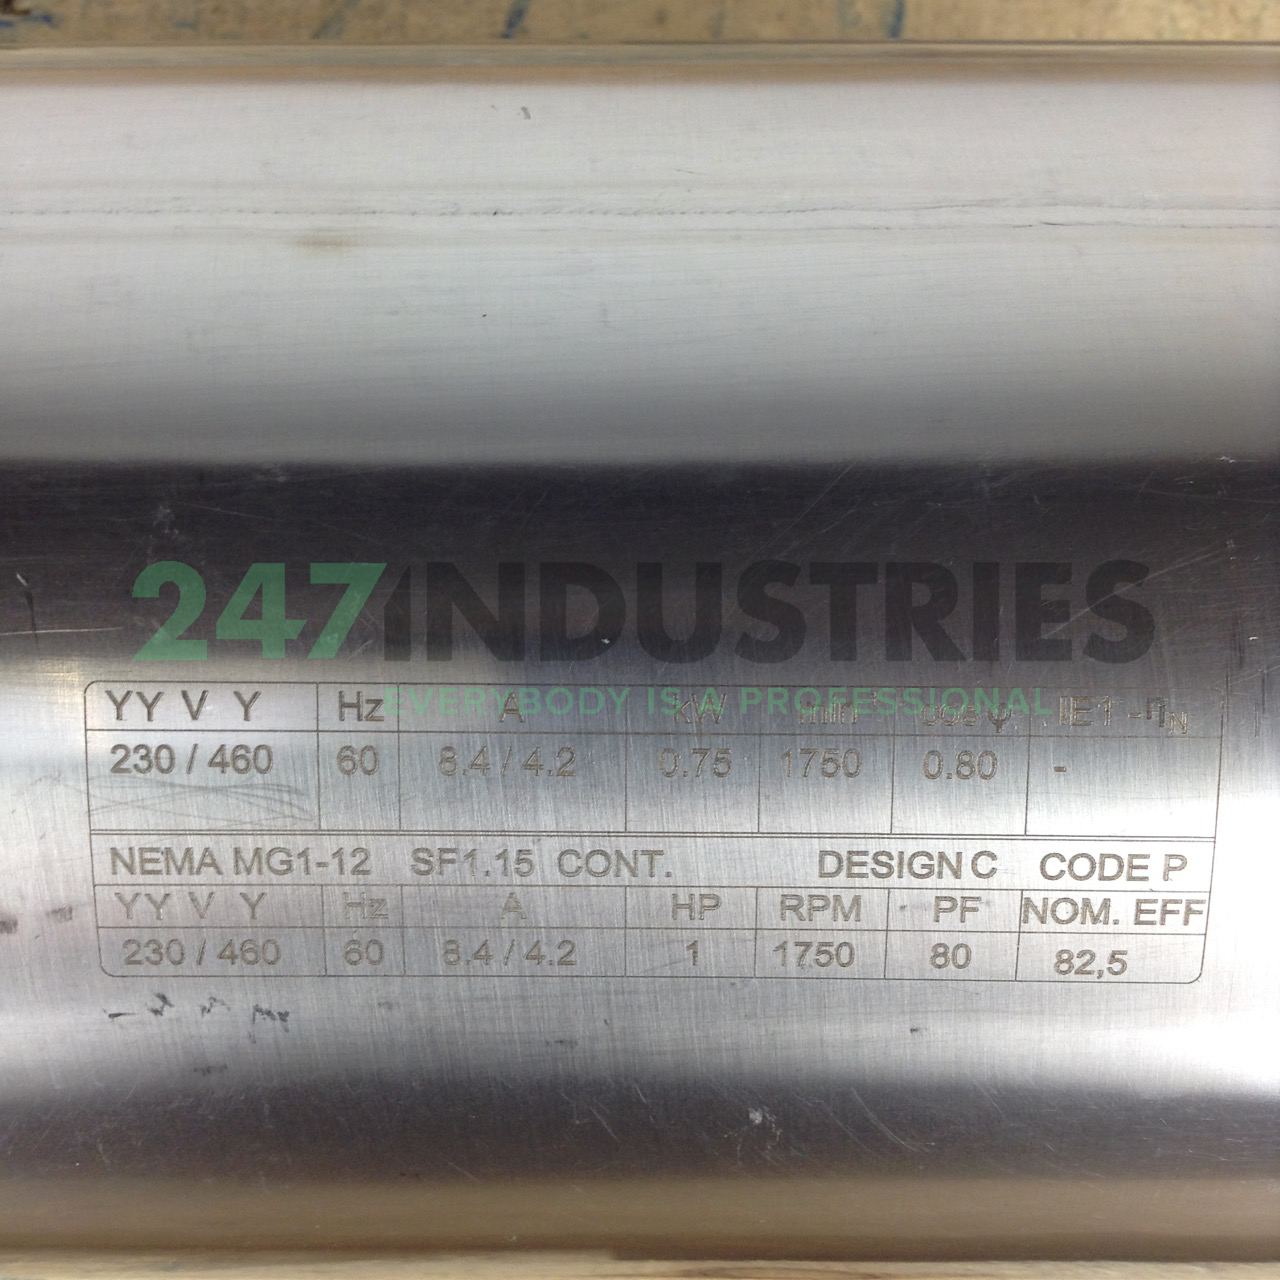 247INDUSTRIES
EVERYBODY IS A PROFESSIONAL
YY V Y Hz A kW min cos φ IE1 -ηN
230 / 460 60 8.4 / 4.2 0.75 1750 0.80 -
NEMA MG1-12 SF1.15 CONT. DESIGN C CODE P
YY V Y Hz A HP RPM PF NOM. EFF
230 / 460 60 8.4 / 4.2 1 1750 80 82,5